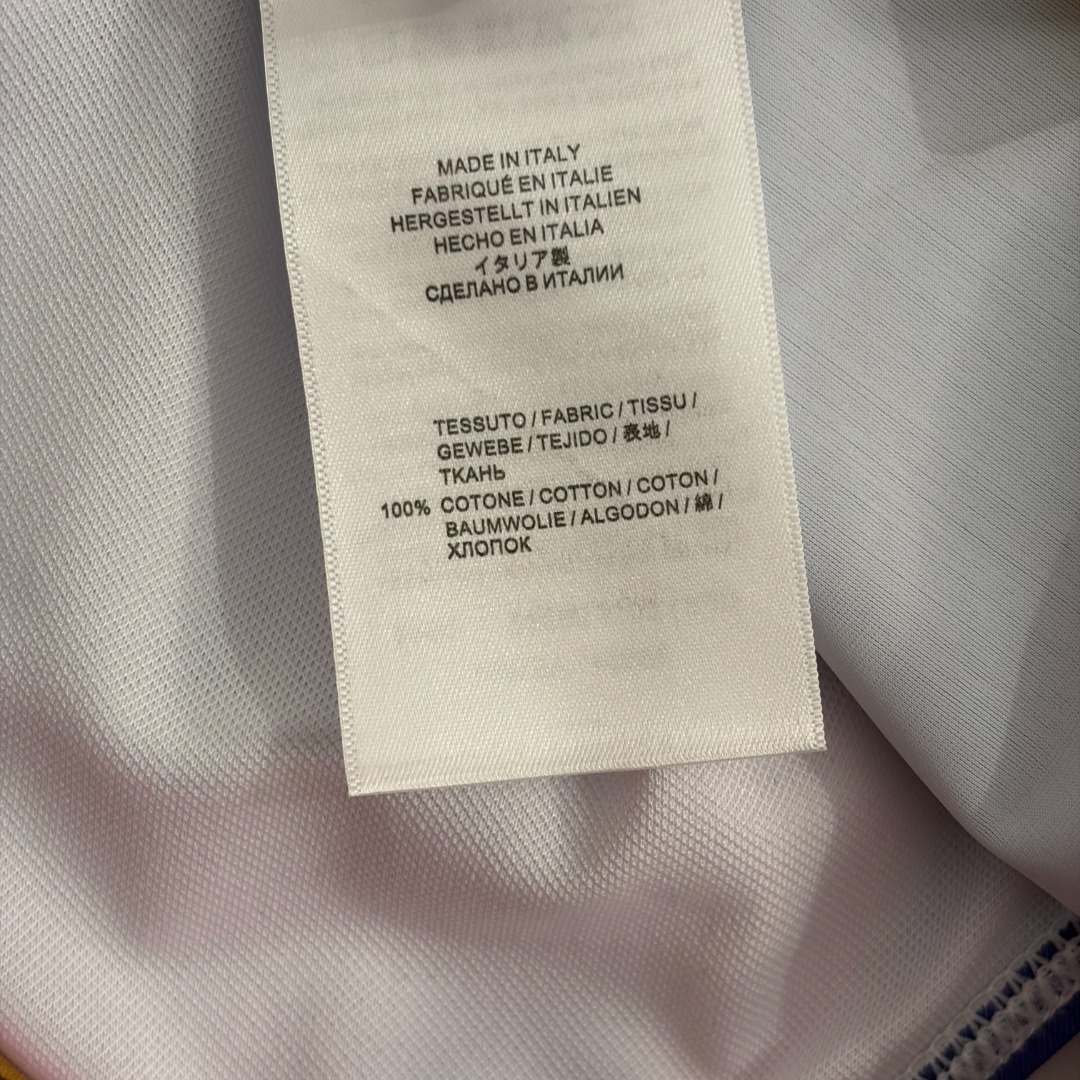 MADE IN ITALY
FABRIQUÉ EN ITALIE
HERGESTELLT IN ITALIEN
HECHO EN ITALIA
イタリア製
СДЕЛАНО В ИТАЛИИ
TESSUTO / FABRIC / TISSU /
GEWEBE / TEJIDO / 表地 /
ТКАНЬ
100% COTONE / COTTON / COTON /
BAUMWOLIE / ALGODON / 綿 /
ХЛОПОК